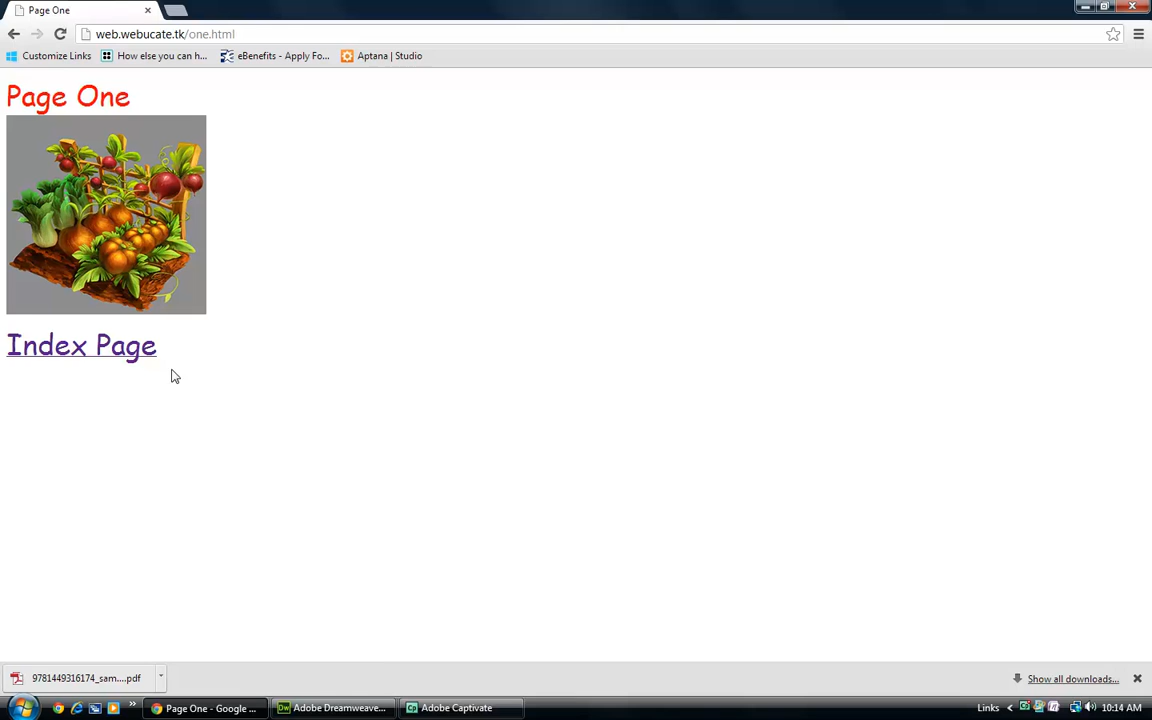 Page One
web.webucate.tk/one.html
Customize Links How else you can h... eBenefits - Apply Fo... Aptana | Studio
Page One
Index Page
9781449316174_sam....pdf Show all downloads...
Page One - Google ... Dw Adobe Dreamweave... Cp Adobe Captivate Links 10:14 AM